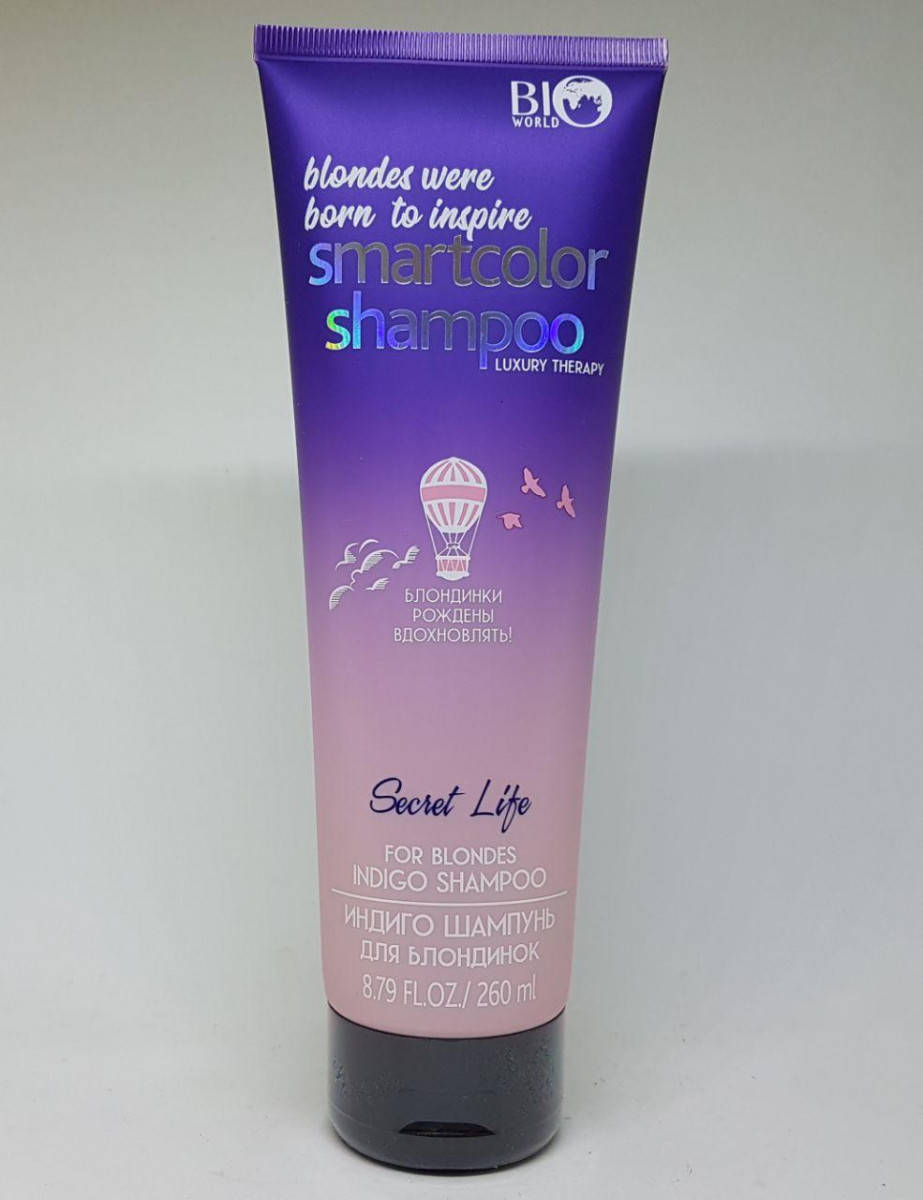 BIO
WORLD
blondes were
born to inspire
smartcolor
shampoo
LUXURY THERAPY
БЛОНДИНКИ
РОЖДЕНЫ
ВДОХНОВЛЯТЬ!
Secret Life
FOR BLONDES
INDIGO SHAMPOO
ИНДИГО ШАМПУНЬ
ДЛЯ БЛОНДИНОК
8.79 FL.OZ./ 260 ml